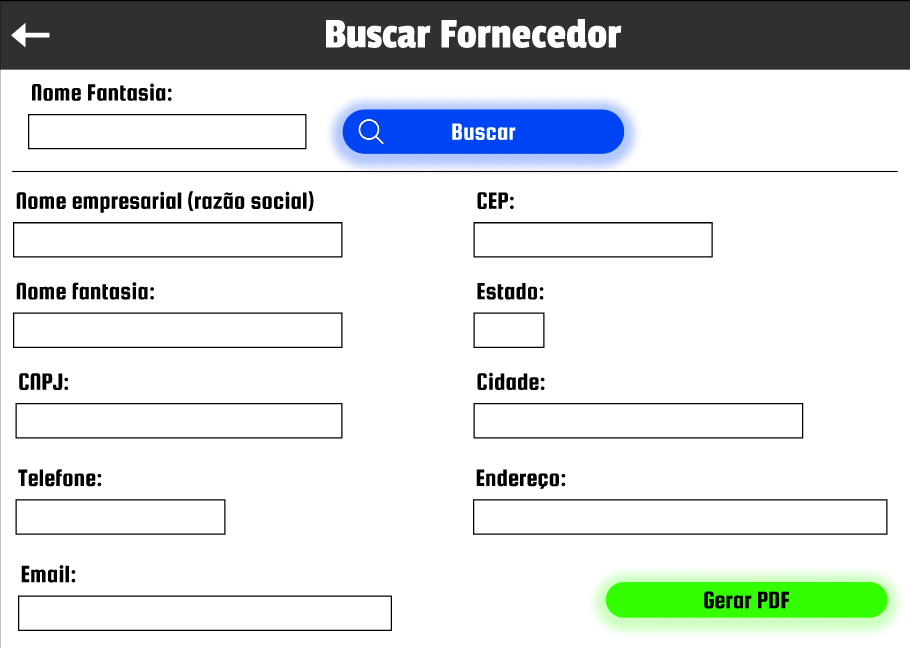 Buscar Fornecedor
Nome Fantasia:
Buscar
Nome empresarial (razão social)
CEP:
Nome fantasia:
Estado:
CNPJ:
Cidade:
Telefone:
Endereço:
Email:
Gerar PDF